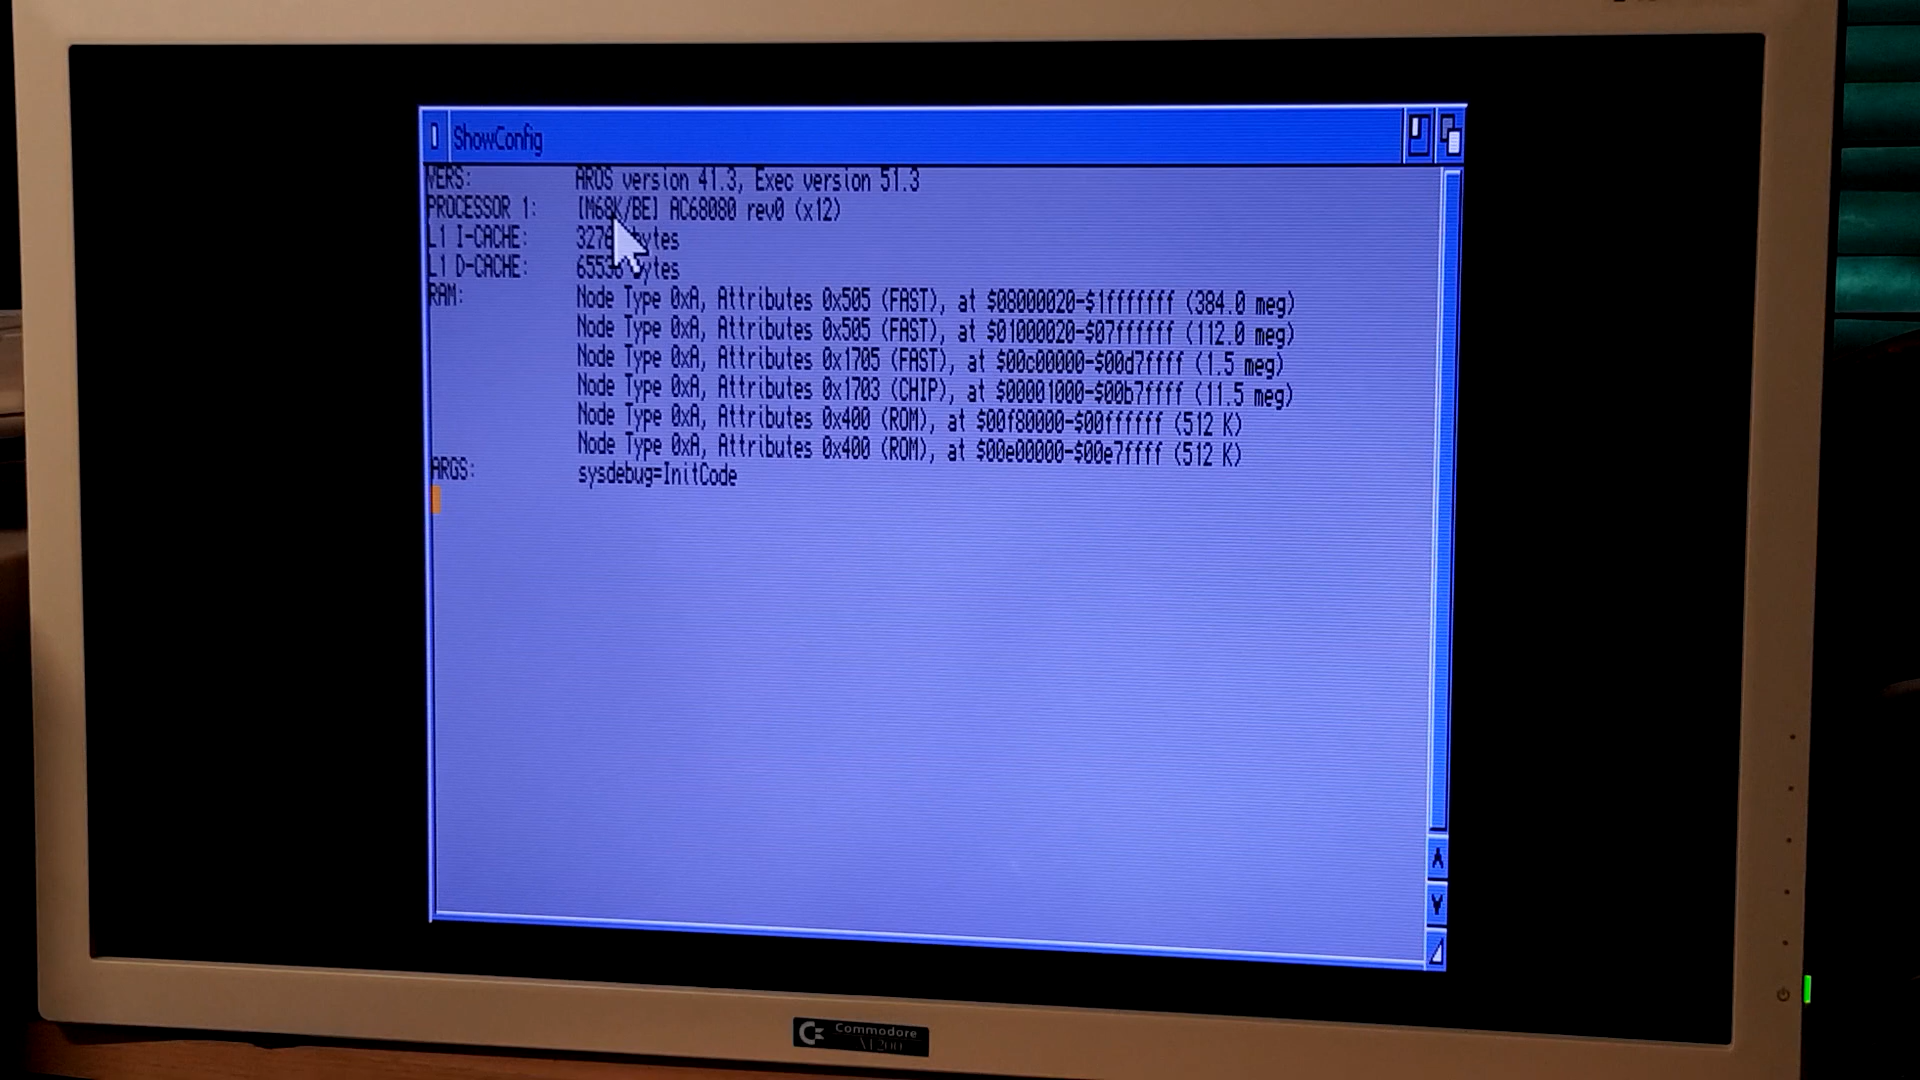 ShowConfig
VERS: AROS version 41.3, Exec version 51.3
PROCESSOR 1: [M68K/BE] AC68080 rev0 (x12)
L1 I-CACHE: bytes
L1 D-CACHE: bytes
RAM: Node Type 0xA, Attributes 0x505 (FAST), at $08000020-$1fffffff (384.0 meg)
Node Type 0xA, Attributes 0x505 (FAST), at $01000020-$07ffffff (112.0 meg)
Node Type 0xA, Attributes 0x1705 (FAST), at $00c00000-$00d7ffff (1.5 meg)
Node Type 0xA, Attributes 0x1703 (CHIP), at $00001000-$00b7ffff (11.5 meg)
Node Type 0xA, Attributes 0x400 (ROM), at $00f80000-$00ffffff (512 K)
Node Type 0xA, Attributes 0x400 (ROM), at $00e00000-$00e7ffff (512 K)
ARGS: sysdebug=InitCode
Commodore
A1200